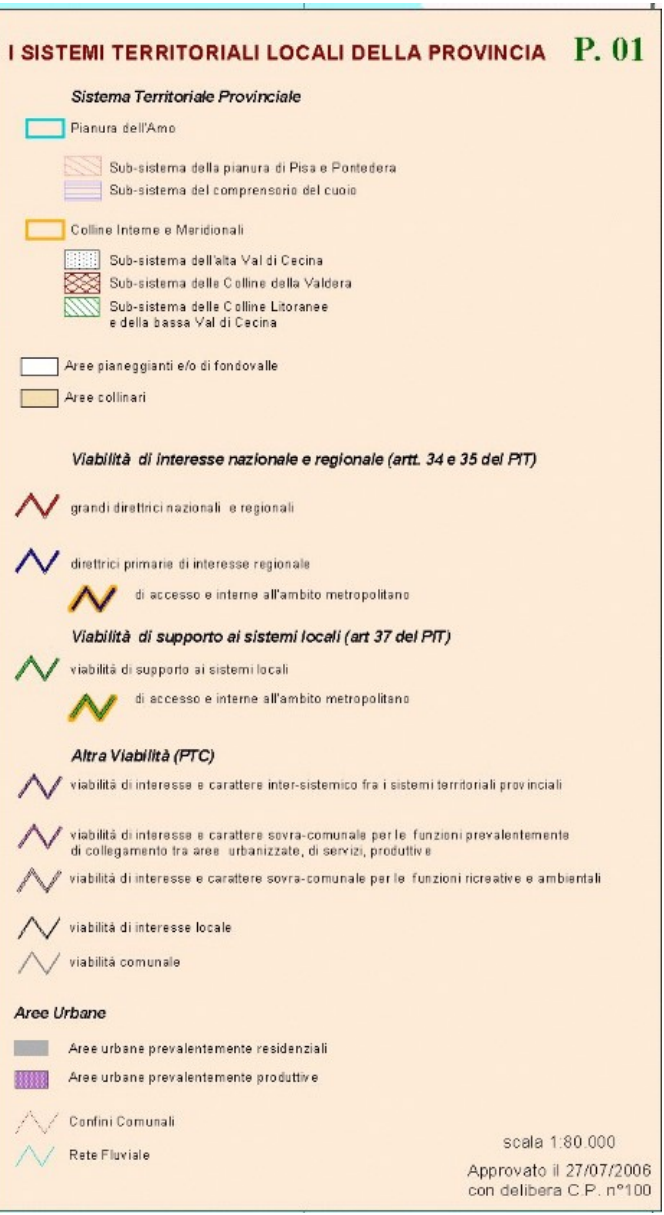 I SISTEMI TERRITORIALI LOCALI DELLA PROVINCIA P. 01
Sistema Territoriale Provinciale
Pianura dell'Arno
Sub-sistema della pianura di Pisa e Pontedera
Sub-sistema del comprensorio del cuoio
Colline Interne e Meridionali
Sub-sistema dell'alta Val di Cecina
Sub-sistema delle Colline della Valdera
Sub-sistema delle Colline Litoranee
e della bassa Val di Cecina
Aree pianeggianti e/o di fondovalle
Aree collinari
Viabilità di interesse nazionale e regionale (artt. 34 e 35 del PIT)
grandi direttrici nazionali e regionali
direttrici primarie di interesse regionale
di accesso e interne all'ambito metropolitano
Viabilità di supporto ai sistemi locali (art 37 del PIT)
viabilità di supporto ai sistemi locali
di accesso e interne all'ambito metropolitano
Altra Viabilità (PTC)
viabilità di interesse e carattere inter-sistemico fra i sistemi territoriali provinciali
viabilità di interesse e carattere sovra-comunale per le funzioni prevalentemente
di collegamento tra aree urbanizzate, di servizi, produttive
viabilità di interesse e carattere sovra-comunale per le funzioni ricreative e ambientali
viabilità di interesse locale
viabilità comunale
Aree Urbane
Aree urbane prevalentemente residenziali
Aree urbane prevalentemente produttive
Confini Comunali
Rete Fluviale
scala 1:80.000
Approvato il 27/07/2006
con delibera C.P. n°100